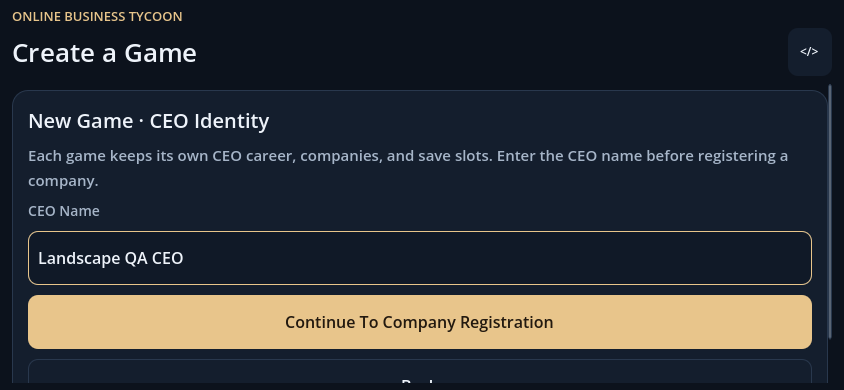 ONLINE BUSINESS TYCOON
Create a Game
</>
New Game · CEO Identity
Each game keeps its own CEO career, companies, and save slots. Enter the CEO name before registering a
company.
CEO Name
Landscape QA CEO
Continue To Company Registration